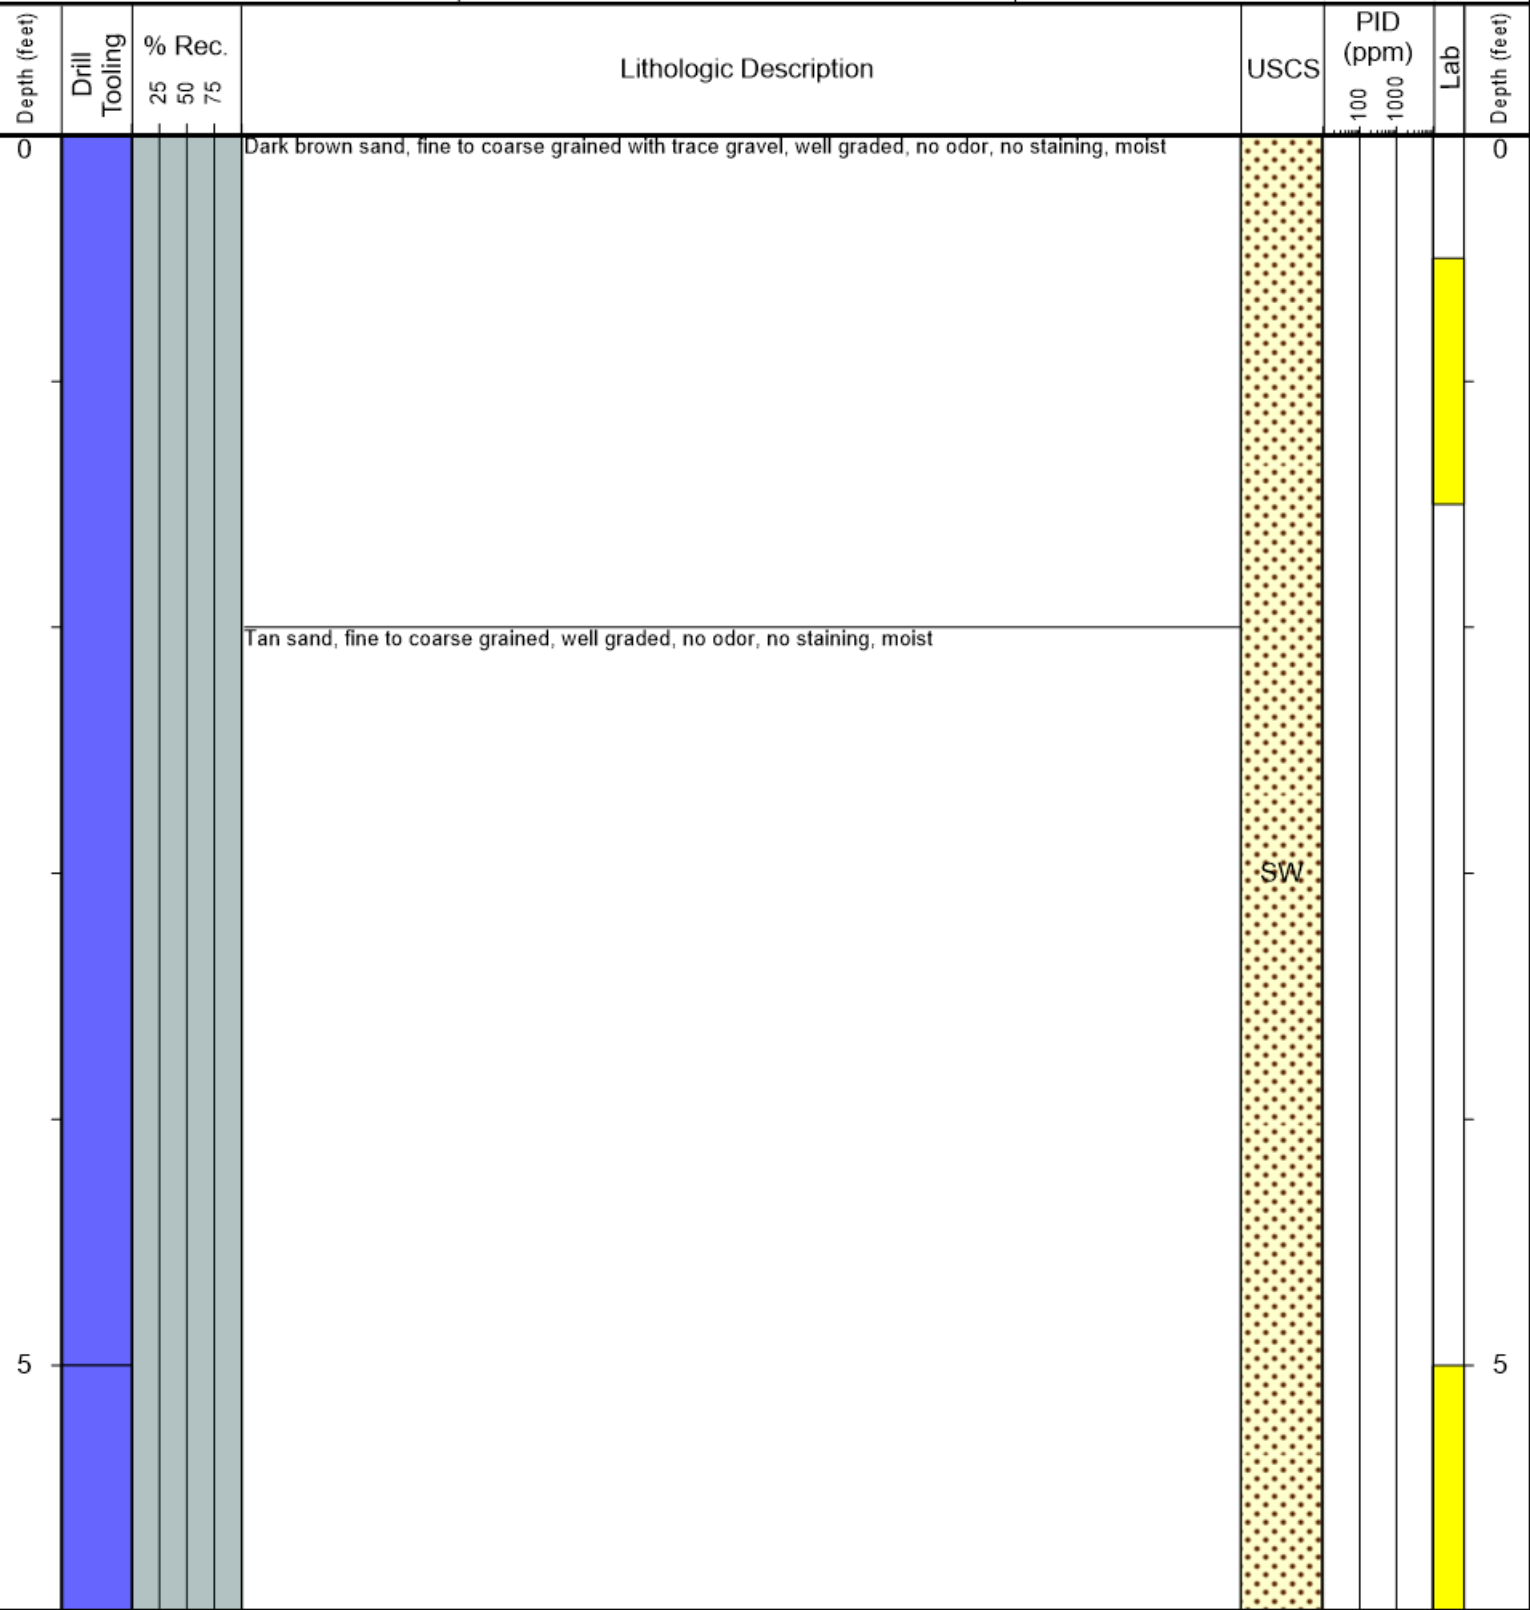 Depth (feet)
Drill
Tooling
% Rec.
25
50
75
Lithologic Description
USCS
PID
(ppm)
100
1000
Lab
Depth (feet)
0
Dark brown sand, fine to coarse grained with trace gravel, well graded, no odor, no staining, moist
0
Tan sand, fine to coarse grained, well graded, no odor, no staining, moist
SW
5
5